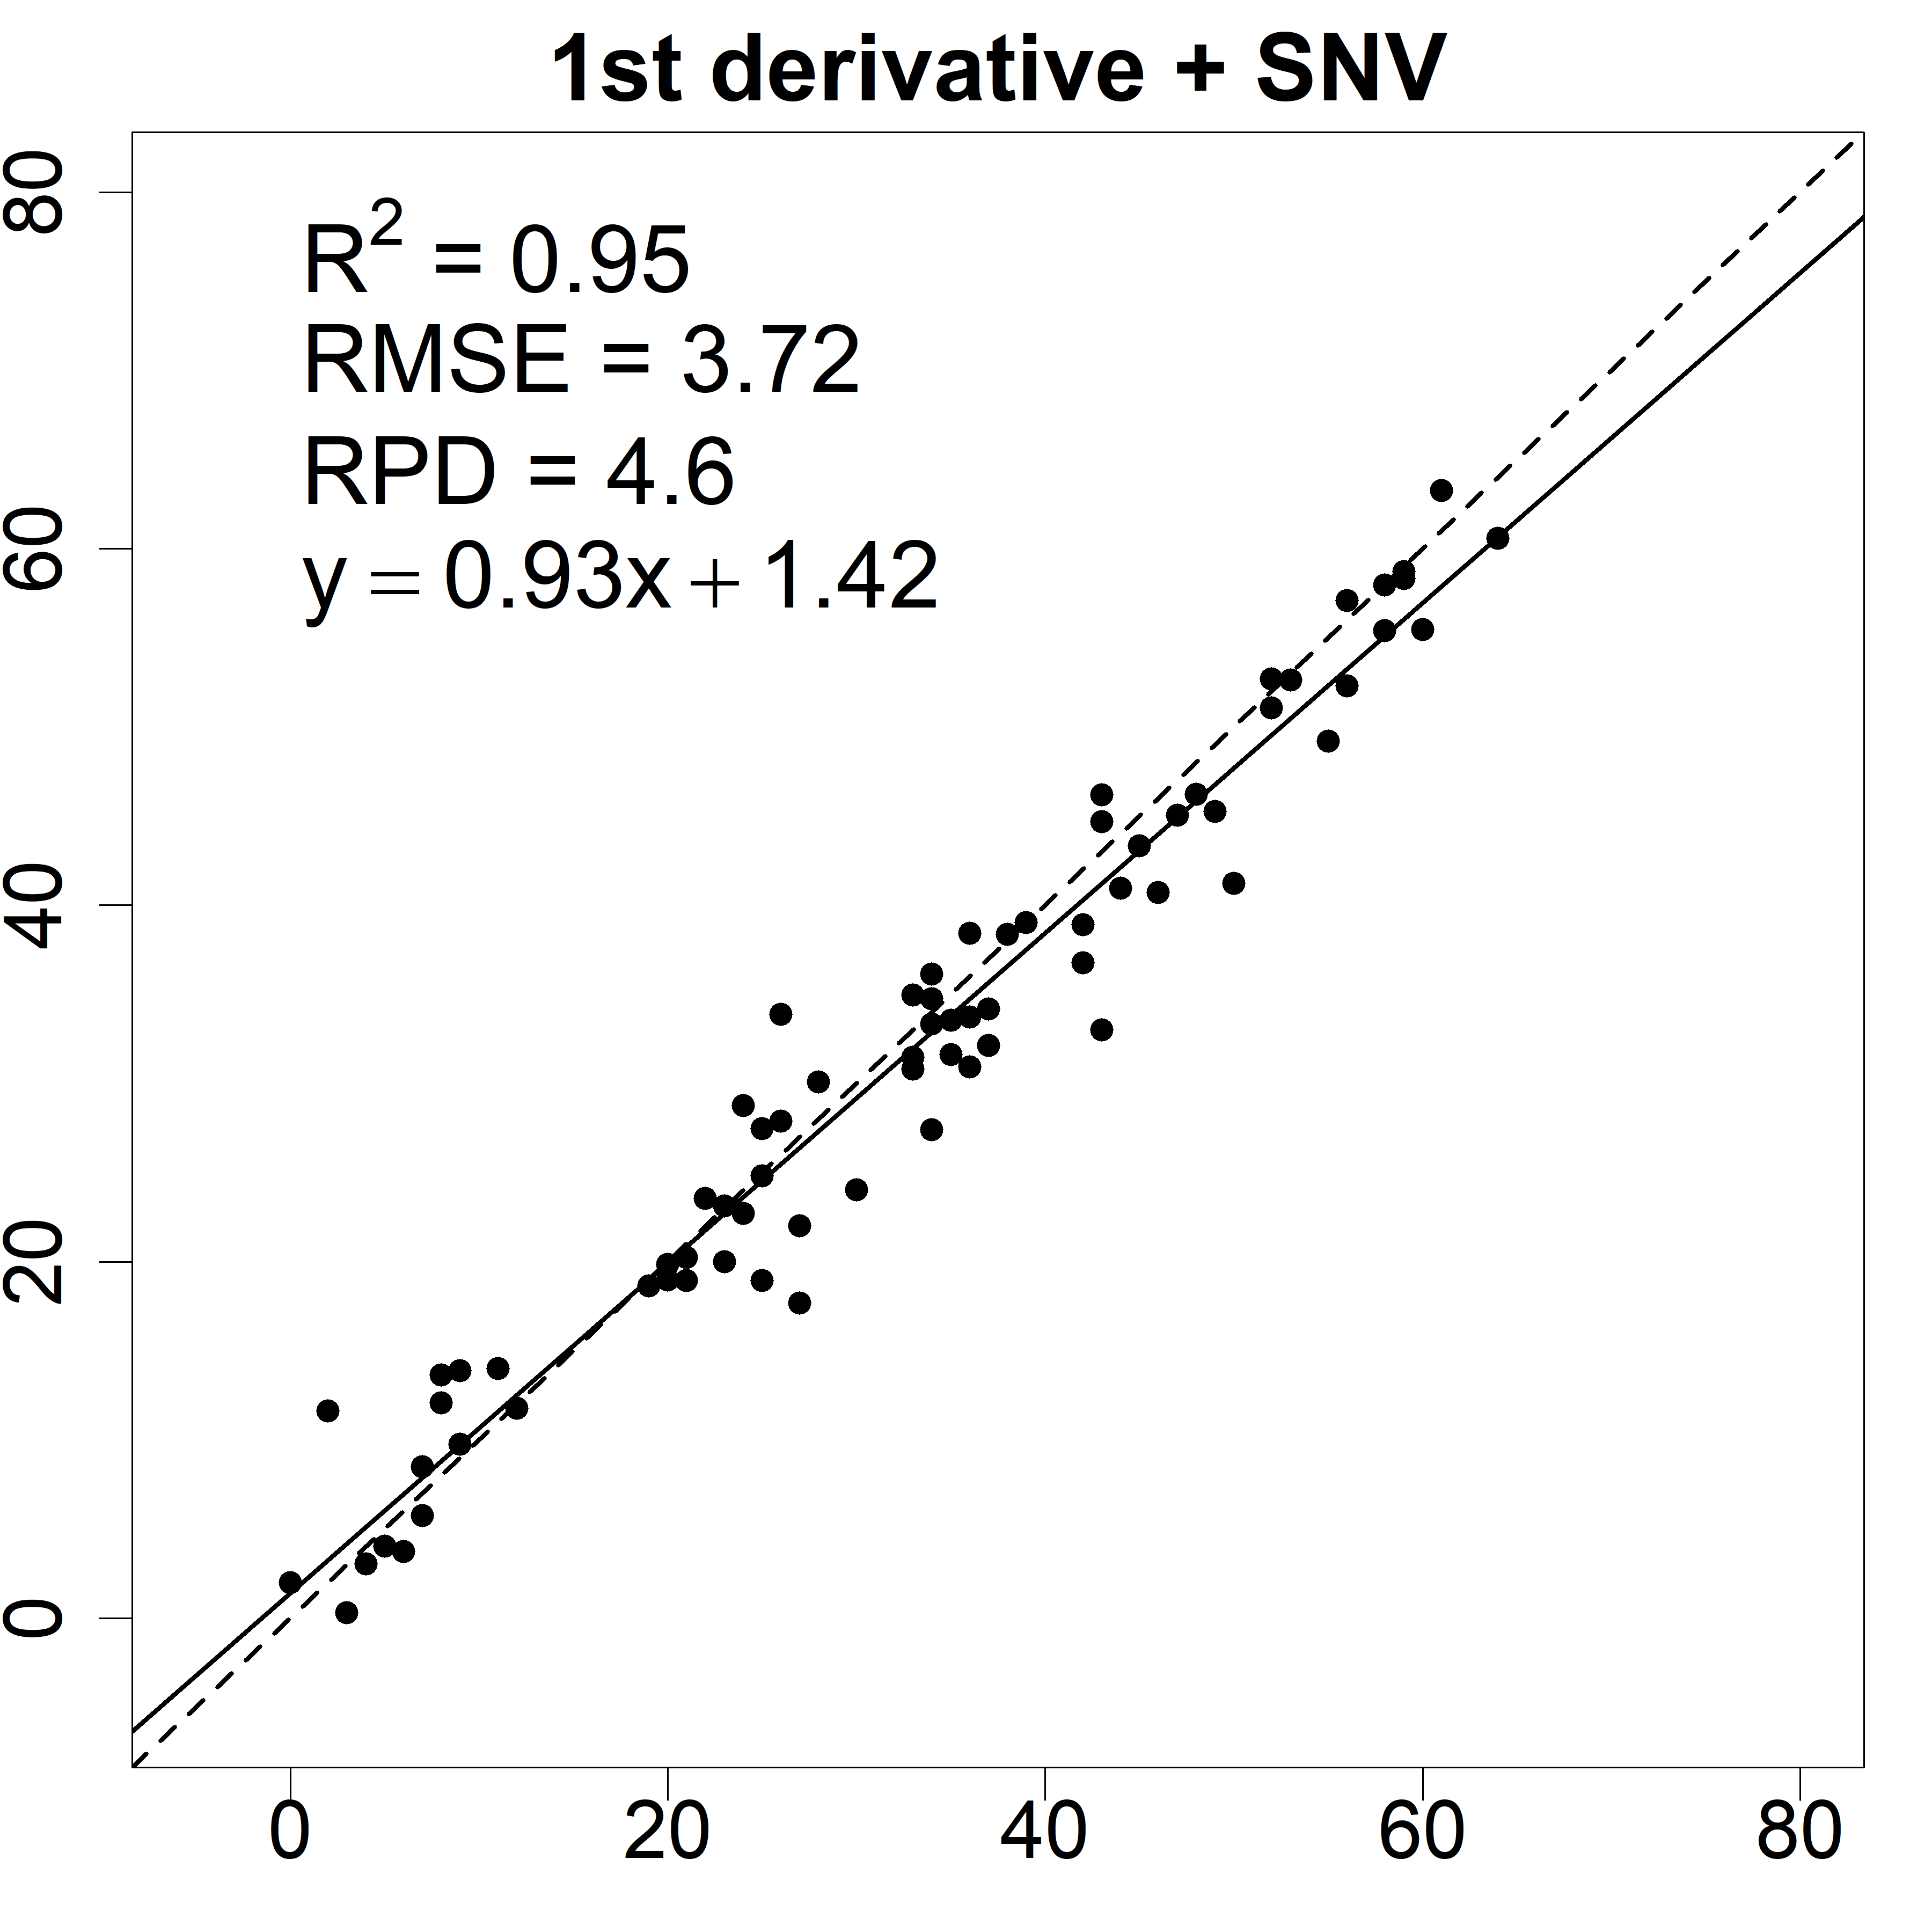 1st derivative + SNV
R² = 0.95
RMSE = 3.72
RPD = 4.6
y = 0.93x + 1.42
80
60
40
20
0
0 20 40 60 80